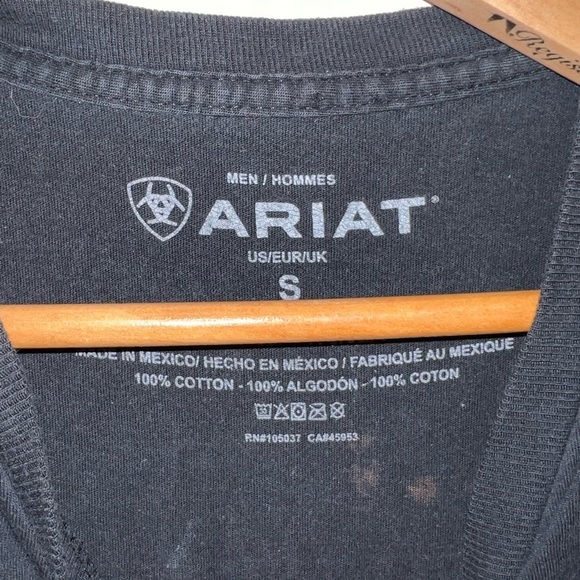 Regis
MEN / HOMMES
ARIAT®
US/EUR/UK
S
MADE IN MEXICO/ HECHO EN MÉXICO / FABRIQUÉ AU MEXIQUE
100% COTTON - 100% ALGODÓN - 100% COTON
RN#105037 CA#45953